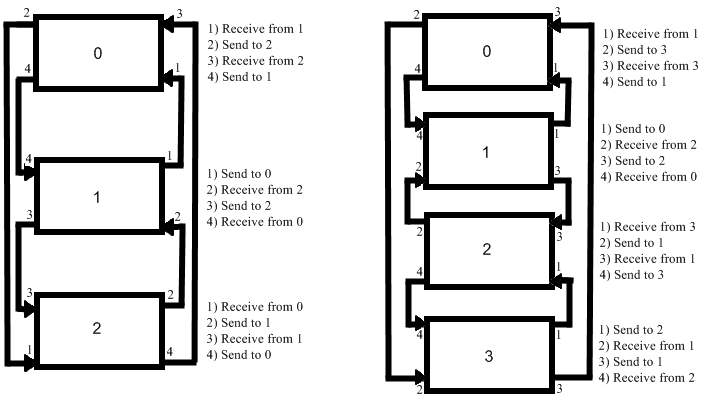 2
3
0
4
1
1) Receive from 1
2) Send to 2
3) Receive from 2
4) Send to 1
4
1
1
3
2
1) Send to 0
2) Receive from 2
3) Send to 2
4) Receive from 0
3
2
2
1
4
1) Receive from 0
2) Send to 1
3) Receive from 1
4) Send to 0
2
3
0
4
1
1) Receive from 1
2) Send to 3
3) Receive from 3
4) Send to 1
4
1
1
2
3
1) Send to 0
2) Receive from 2
3) Send to 2
4) Receive from 0
2
3
2
4
1
1) Receive from 3
2) Send to 1
3) Receive from 1
4) Send to 3
4
1
3
2
3
1) Send to 2
2) Receive from 1
3) Send to 1
4) Receive from 2